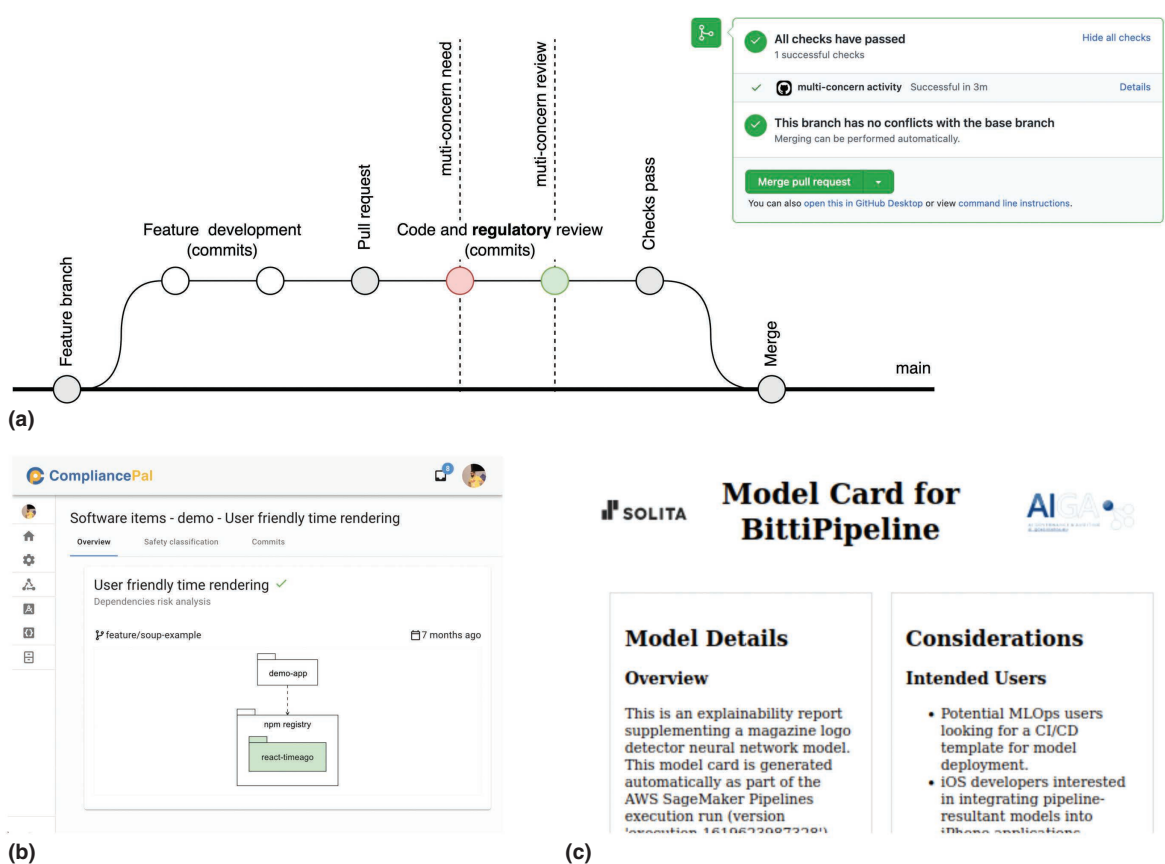 muti-concern need
muti-concern review
Feature development
(commits)
Pull request
Code and regulatory review
(commits)
Checks pass
Feature branch
Merge
main
All checks have passed
Hide all checks
1 successful checks
multi-concern activity Successful in 3m
Details
This branch has no conflicts with the base branch
Merging can be performed automatically.
Merge pull request
You can also open this in GitHub Desktop or view command line instructions.
(a)
CompliancePal
Software items - demo - User friendly time rendering
Overview Safety classification Commits
User friendly time rendering
Dependencies risk analysis
feature/soup-example
7 months ago
demo-app
npm registry
react-timeago
(b)
SOLITA
Model Card for
BittiPipeline
AIGA
Model Details
Overview
This is an explainability report
supplementing a magazine logo
detector neural network model.
This model card is generated
automatically as part of the
AWS SageMaker Pipelines
execution run (version
'execution-1619623987328')
Considerations
Intended Users
• Potential MLOps users
looking for a CI/CD
template for model
deployment.
• iOS developers interested
in integrating pipeline-
resultant models into
iPhone applications
(c)